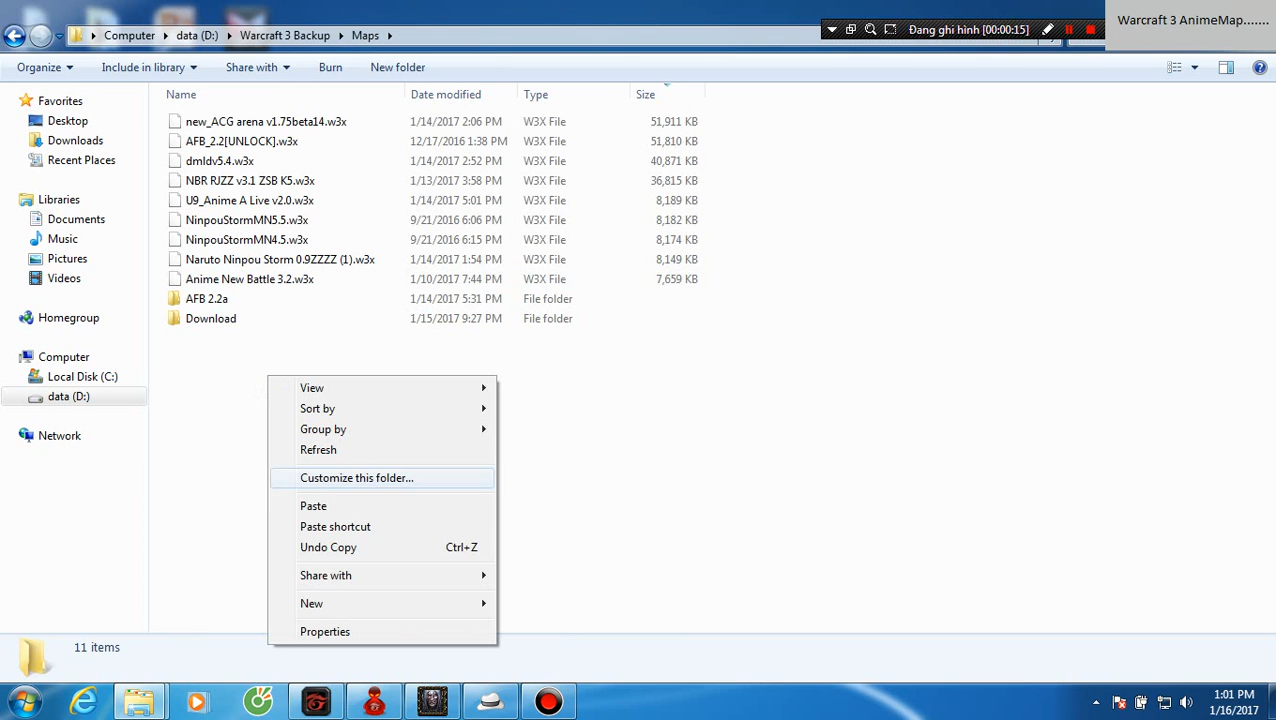 Computer data (D:) Warcraft 3 Backup Maps
Đang ghi hình [00:00:15]
Warcraft 3 AnimeMap.......
Organize Include in library Share with Burn New folder
Name Date modified Type Size
Favorites
Desktop
Downloads
Recent Places
Libraries
Documents
Music
Pictures
Videos
Homegroup
Computer
Local Disk (C:)
data (D:)
Network
new_ACG arena v1.75beta14.w3x 1/14/2017 2:06 PM W3X File 51,911 KB
AFB_2.2[UNLOCK].w3x 12/17/2016 1:38 PM W3X File 51,810 KB
dmldv5.4.w3x 1/14/2017 2:52 PM W3X File 40,871 KB
NBR RJZZ v3.1 ZSB K5.w3x 1/13/2017 3:58 PM W3X File 36,815 KB
U9_Anime A Live v2.0.w3x 1/14/2017 5:01 PM W3X File 8,189 KB
NinpouStormMN5.5.w3x 9/21/2016 6:06 PM W3X File 8,182 KB
NinpouStormMN4.5.w3x 9/21/2016 6:15 PM W3X File 8,174 KB
Naruto Ninpou Storm 0.9ZZZZ (1).w3x 1/14/2017 1:54 PM W3X File 8,149 KB
Anime New Battle 3.2.w3x 1/10/2017 7:44 PM W3X File 7,659 KB
AFB 2.2a 1/14/2017 5:31 PM File folder
Download 1/15/2017 9:27 PM File folder
View
Sort by
Group by
Refresh
Customize this folder...
Paste
Paste shortcut
Undo Copy Ctrl+Z
Share with
New
Properties
11 items
1:01 PM
1/16/2017